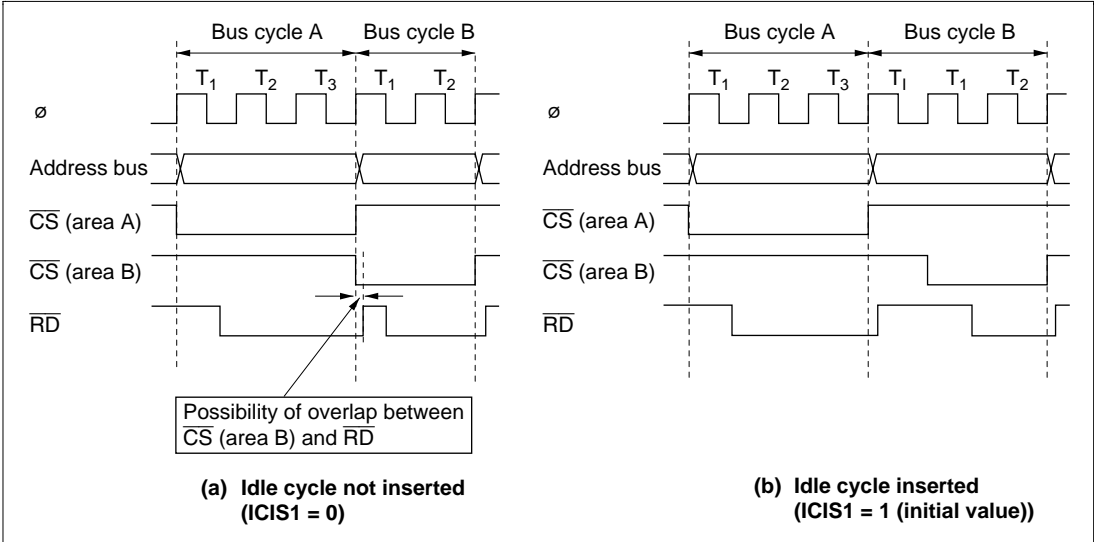 Bus cycle A Bus cycle B
T1 T2 T3 T1 T2
ø
Address bus
CS (area A)
CS (area B)
RD
Possibility of overlap between
CS (area B) and RD
(a) Idle cycle not inserted
(ICIS1 = 0)
Bus cycle A Bus cycle B
T1 T2 T3 TI T1 T2
ø
Address bus
CS (area A)
CS (area B)
RD
(b) Idle cycle inserted
(ICIS1 = 1 (initial value))